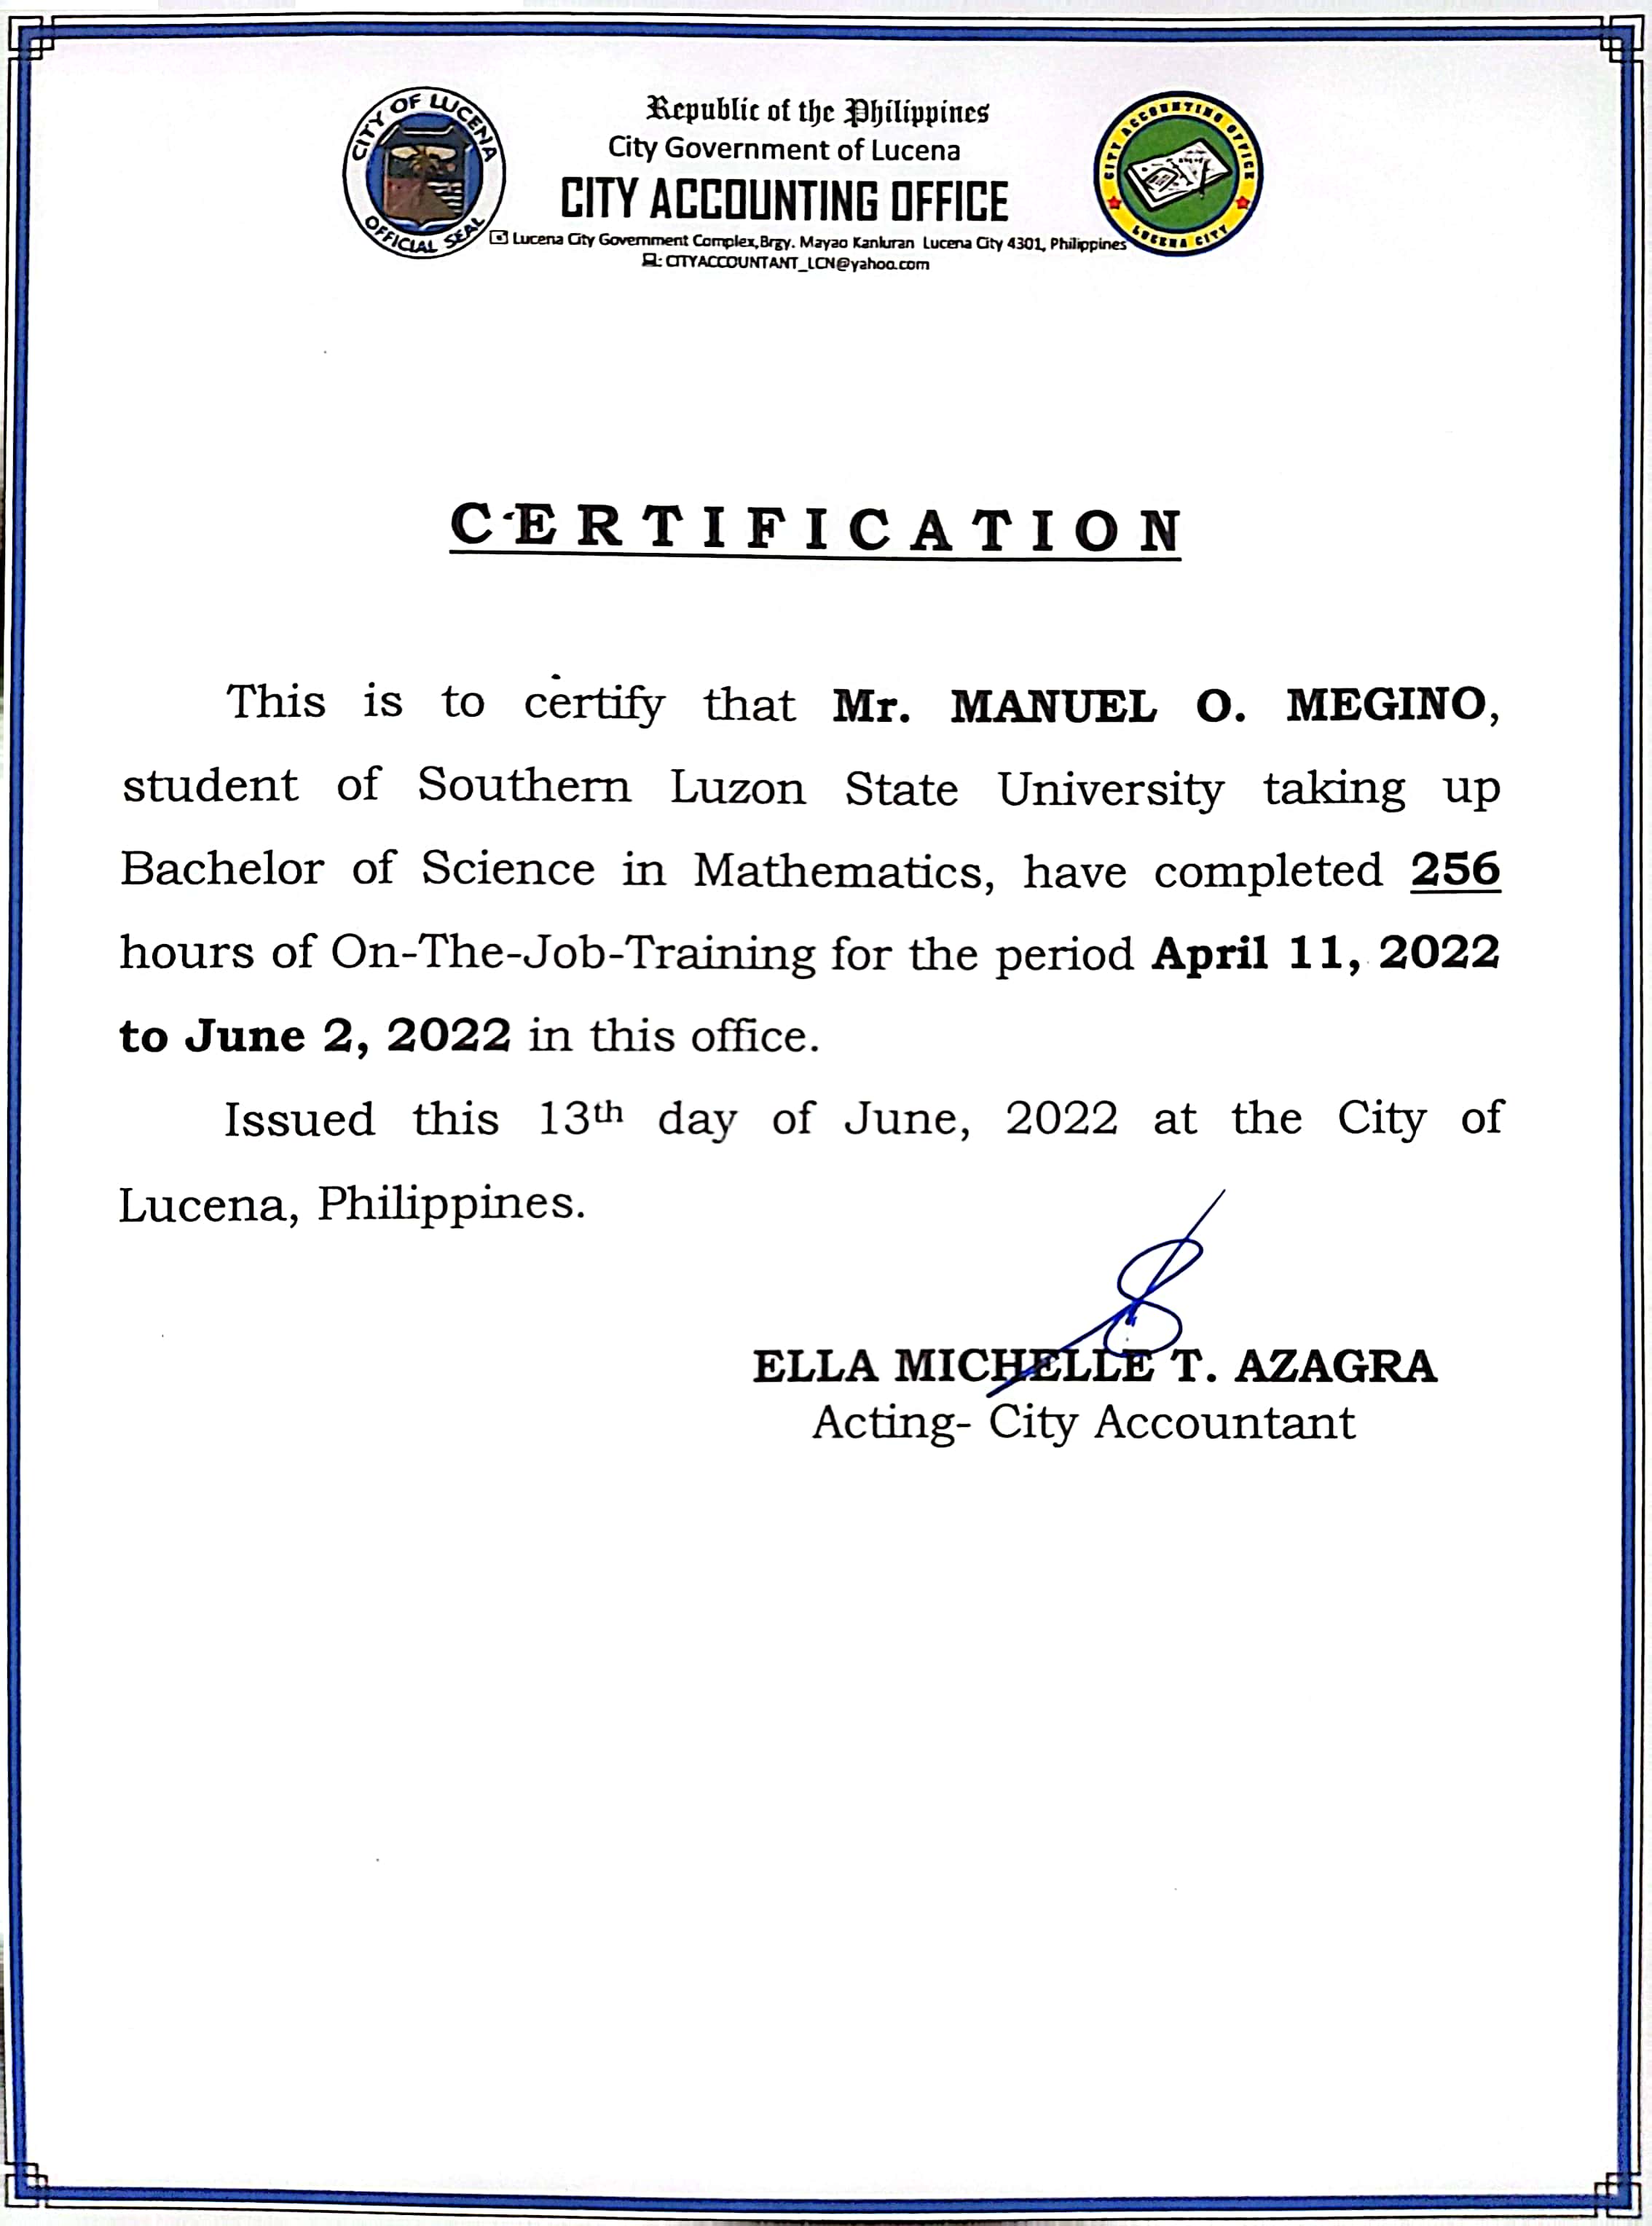 CITY OF LUCENA
OFFICIAL SEAL
Republic of the Philippines
City Government of Lucena
CITY ACCOUNTING OFFICE
Lucena City Government Complex,Brgy. Mayao Kanluran Lucena City 4301, Philippines
: CITYACCOUNTANT_LCN@yahoo.com
CITY ACCOUNTING OFFICE
LUCENA CITY
CERTIFICATION
This is to certify that Mr. MANUEL O. MEGINO,
student of Southern Luzon State University taking up
Bachelor of Science in Mathematics, have completed 256
hours of On-The-Job-Training for the period April 11, 2022
to June 2, 2022 in this office.
Issued this 13th day of June, 2022 at the City of
Lucena, Philippines.
ELLA MICHELLE T. AZAGRA
Acting- City Accountant